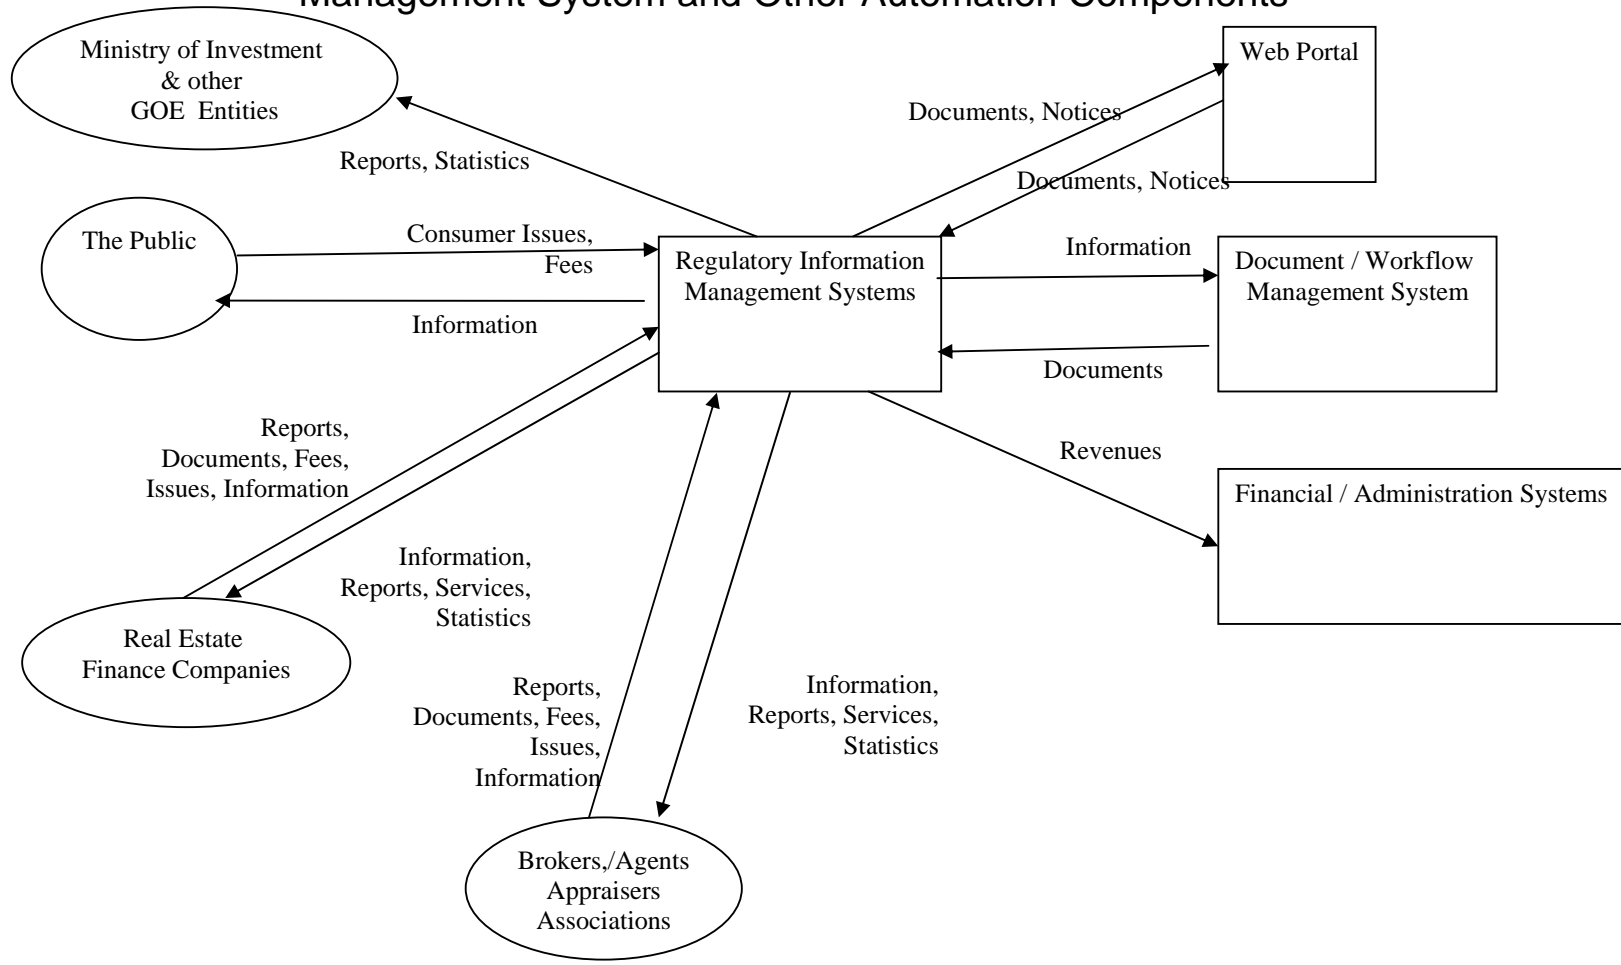 Management System and Other Automation Components
Ministry of Investment
& other
GOE Entities
Web Portal
Documents, Notices
Reports, Statistics
Documents, Notices
The Public
Consumer Issues,
Fees
Regulatory Information
Management Systems
Information
Document / Workflow
Management System
Information
Documents
Reports,
Documents, Fees,
Issues, Information
Revenues
Financial / Administration Systems
Information,
Reports, Services,
Statistics
Real Estate
Finance Companies
Reports,
Documents, Fees,
Issues,
Information
Information,
Reports, Services,
Statistics
Brokers,/Agents
Appraisers
Associations